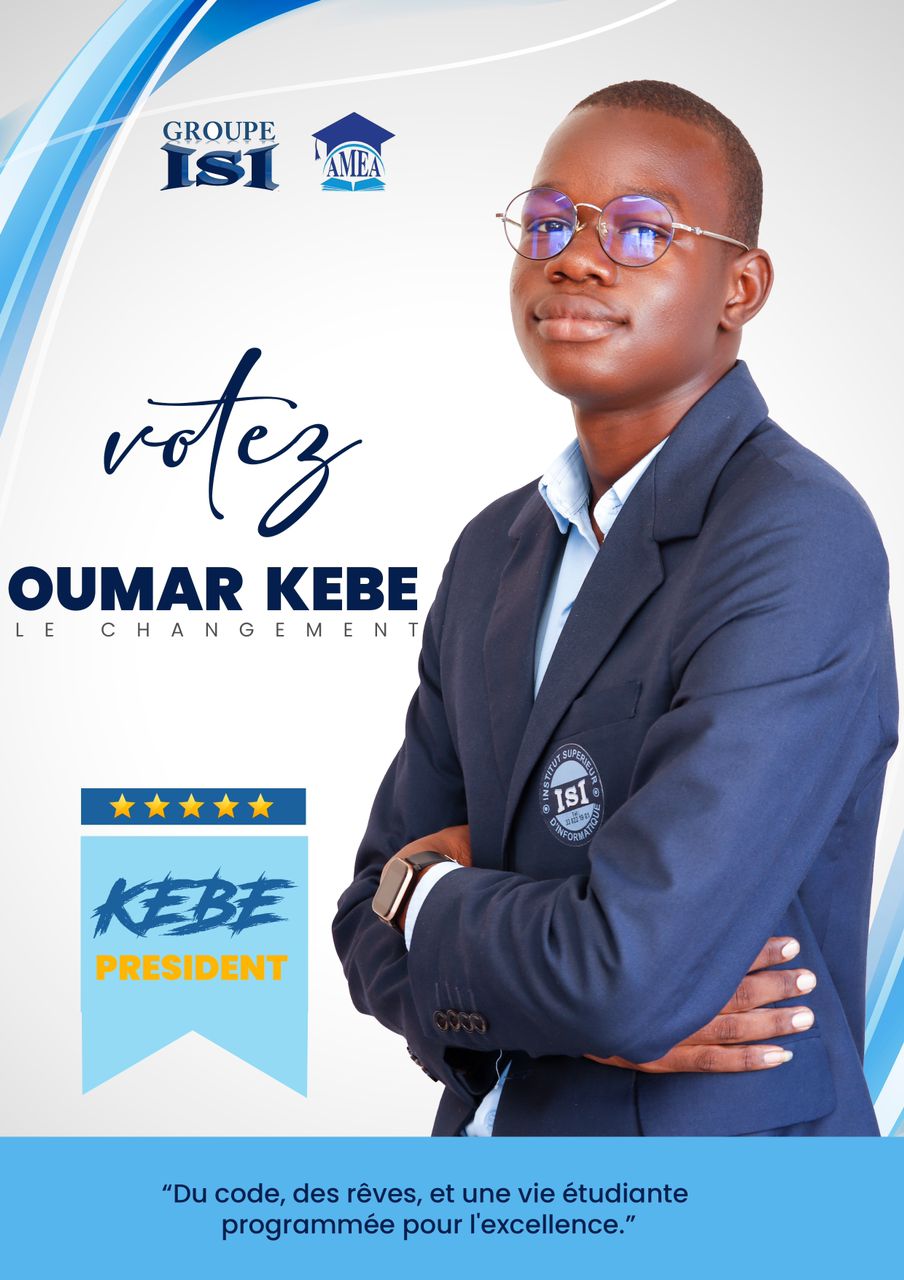 GROUPE
ISI
AMEA
votez
OUMAR KEBE
LE CHANGEMENT
INSTITUT SUPERIEUR
ISI
D'INFORMATIQUE
KEBE
PRESIDENT
“Du code, des rêves, et une vie étudiante
programmée pour l'excellence.”